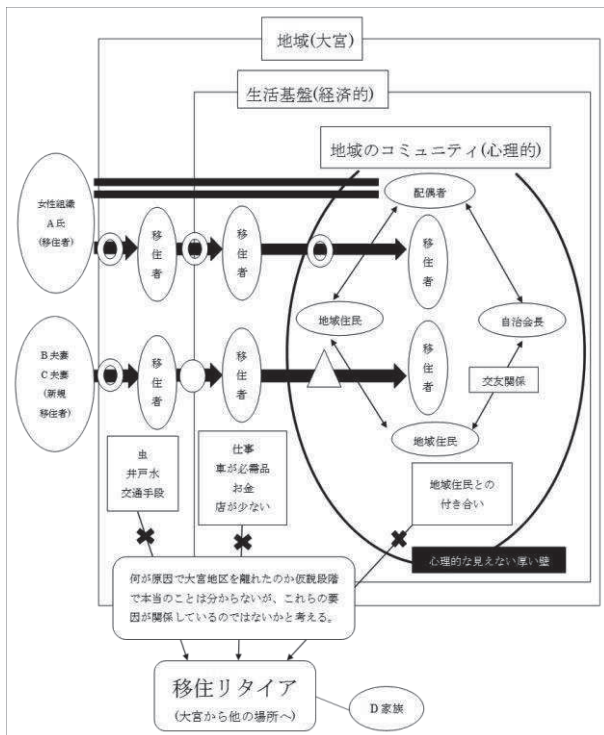 地域(大宮)
生活基盤(経済的)
地域のコミュニティ(心理的)
女性組織
A氏
(移住者)
配偶者
移住者
移住者
移住者
地域住民
自治会長
B夫妻
C夫妻
(新規
移住者)
移住者
移住者
移住者
交友関係
地域住民
虫
井戸水
交通手段
仕事
車が必需品
お金
店が少ない
地域住民との
付き合い
心理的な見えない厚い壁
何が原因で大宮地区を離れたのか仮説段階
で本当のことは分からないが、これらの要
因が関係しているのではないかと考える。
移住リタイア
(大宮から他の場所へ)
D家族